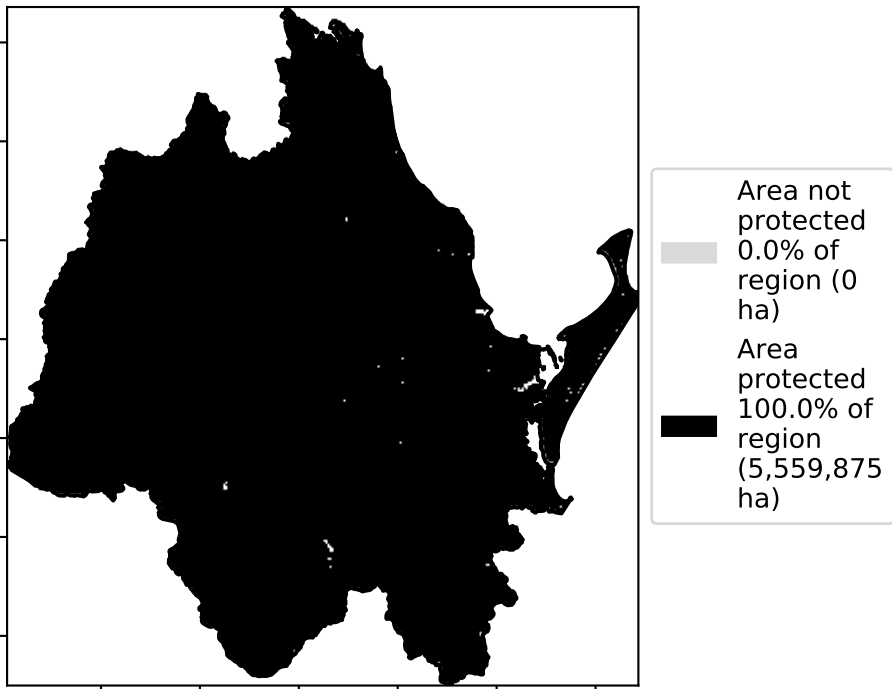 Area not
protected
0.0% of
region (0
ha)
Area
protected
100.0% of
region
(5,559,875
ha)